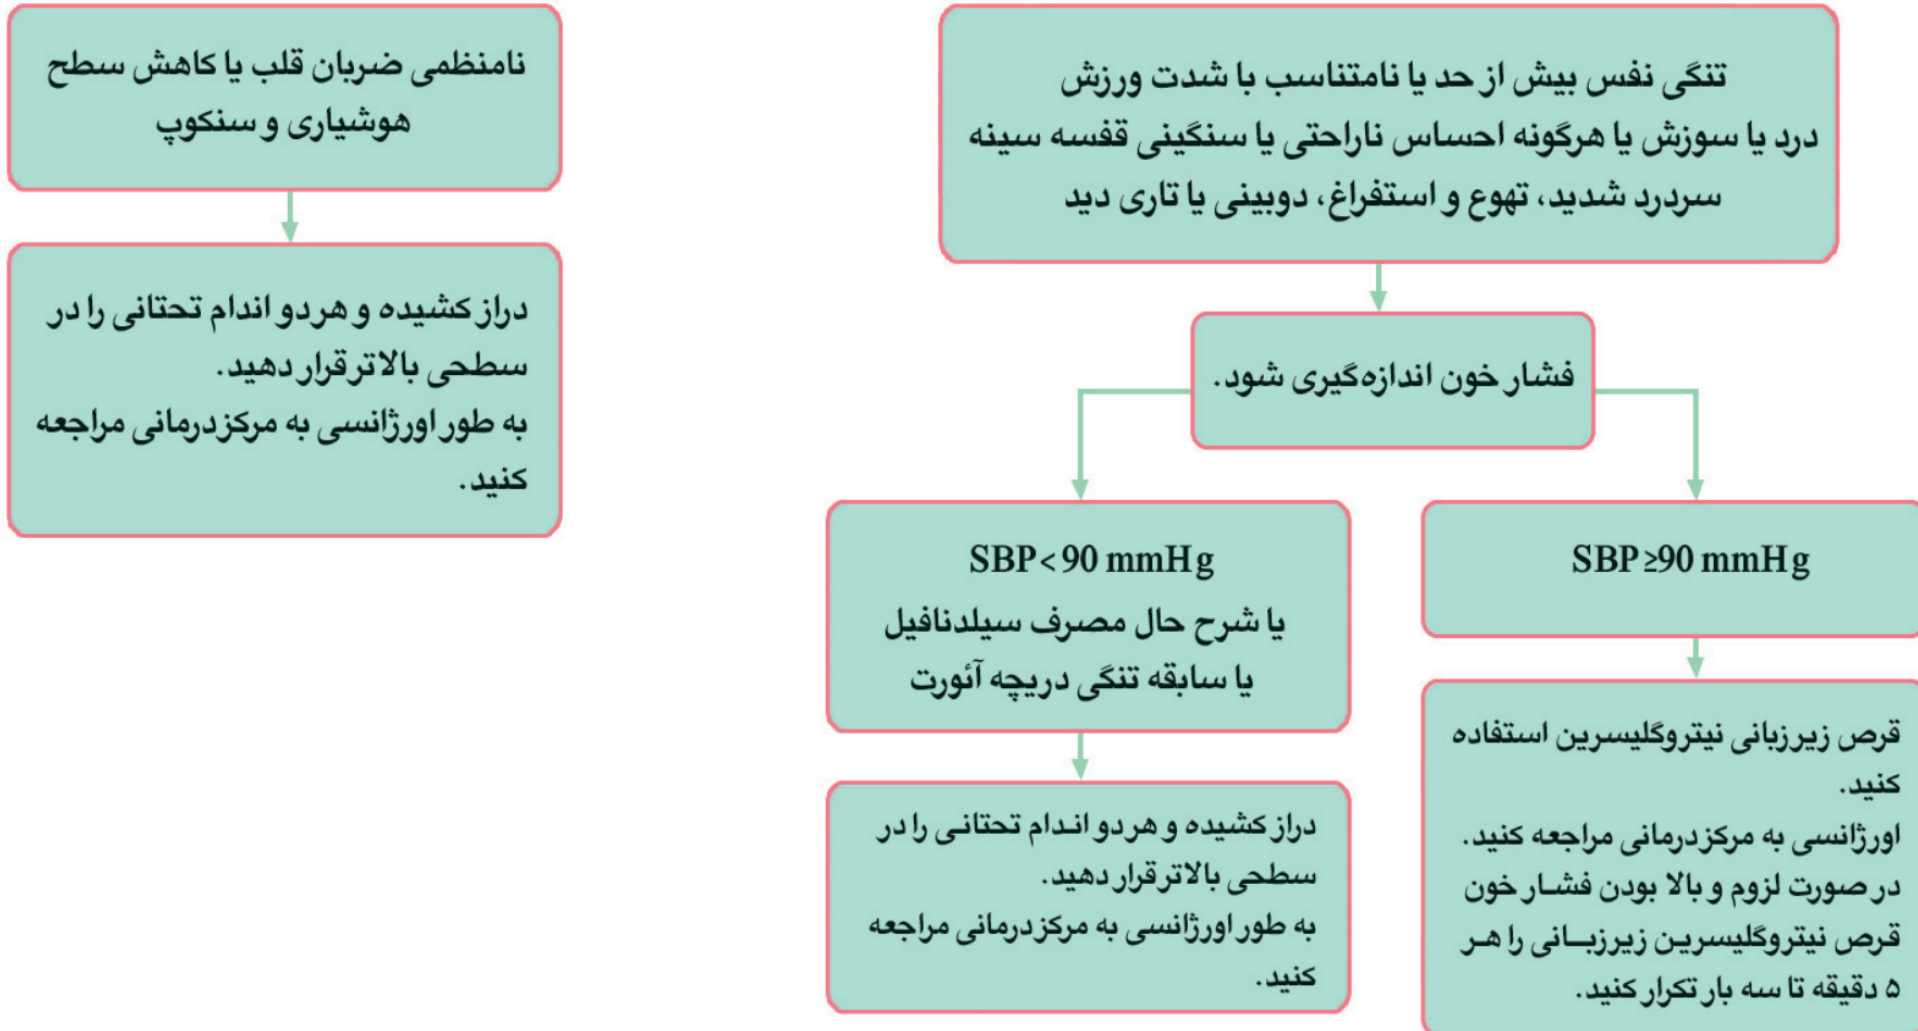 تنگی نفس بیش از حد یا نامتناسب با شدت ورزش
درد یا سوزش یا هرگونه احساس ناراحتی یا سنگینی قفسه سینه
سردرد شدید، تهوع و استفراغ، دوبینی یا تاری دید
فشار خون اندازه‌گیری شود.
SBP≥90 mmHg
قرص زیرزبانی نیتروگلیسرین استفاده
کنید.
اورژانسی به مرکز درمانی مراجعه کنید.
در صورت لزوم و بالا بودن فشار خون
قرص نیتروگلیسرین زیرزبانی را هر
۵ دقیقه تا سه بار تکرار کنید.
SBP<90 mmHg
یا شرح حال مصرف سیلدنافیل
یا سابقه تنگی دریچه آئورت
دراز کشیده و هر دو اندام تحتانی را در
سطحی بالاتر قرار دهید.
به طور اورژانسی به مرکز درمانی مراجعه
کنید.
نامنظمی ضربان قلب یا کاهش سطح
هوشیاری و سنکوپ
دراز کشیده و هر دو اندام تحتانی را در
سطحی بالاتر قرار دهید.
به طور اورژانسی به مرکز درمانی مراجعه
کنید.